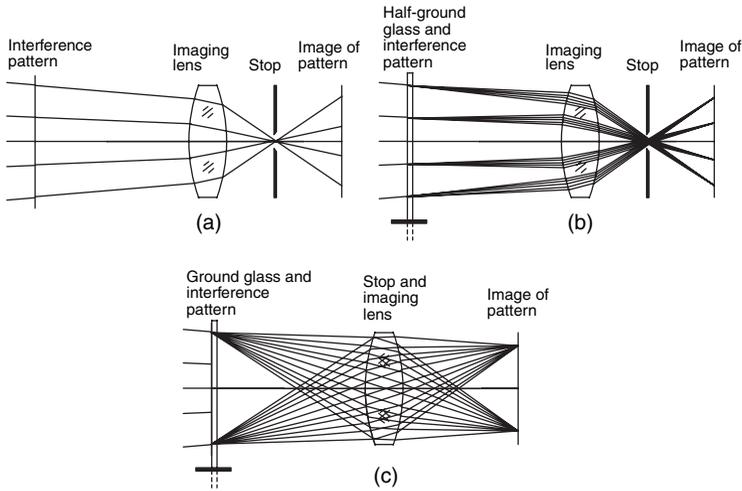 Interference
pattern
Imaging
lens
Stop
Image of
pattern
(a)
Half-ground
glass and
interference
pattern
Imaging
lens
Stop
Image of
pattern
(b)
Ground glass and
interference
pattern
Stop and
imaging
lens
Image of
pattern
(c)